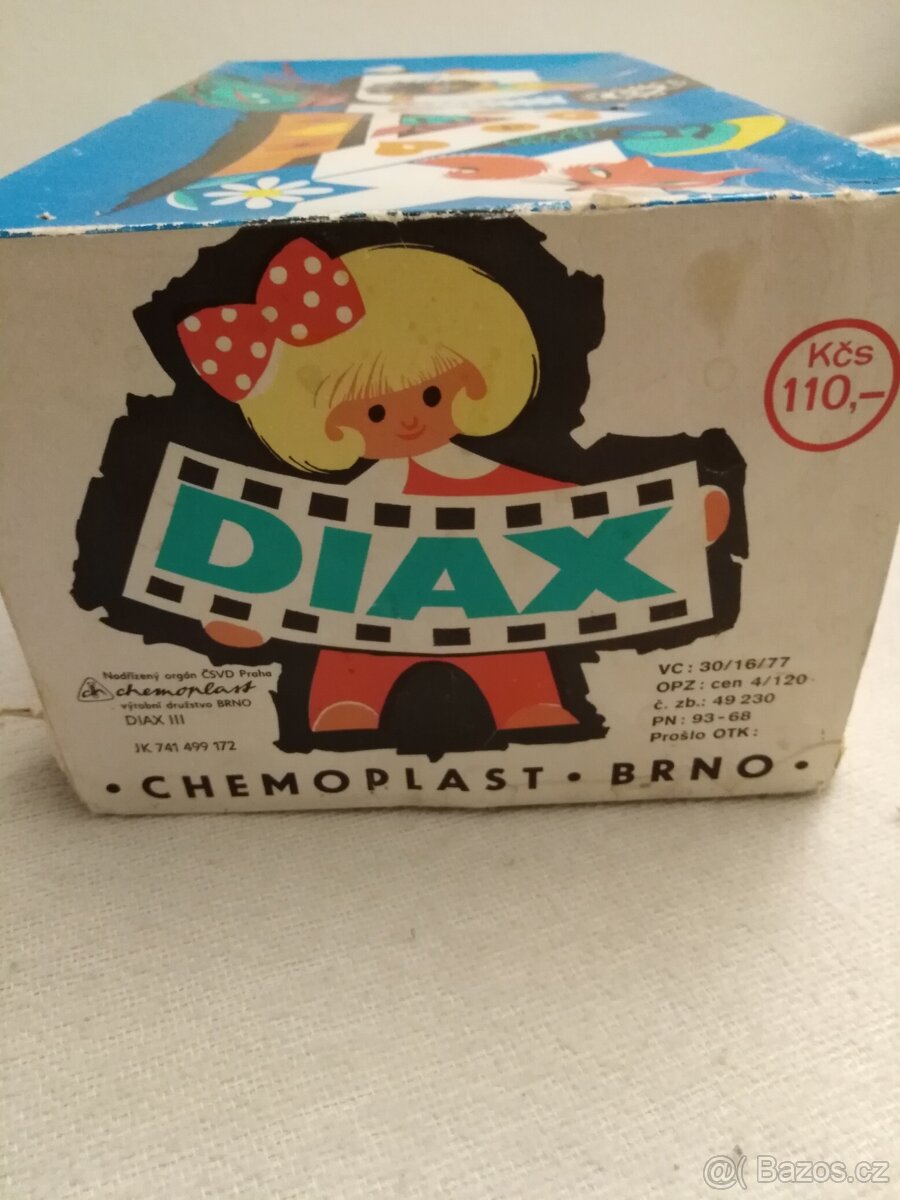 Kčs
110,-
DIAX
Nadřízený orgán ČSVD Praha
ch chemoplast
výrobní družstvo BRNO
DIAX III
JK 741 499 172
VC: 30/16/77
OPZ: cen 4/120
č. zb.: 49 230
PN: 93-68
Prošlo OTK:
• CHEMOPLAST • BRNO •
@( Bazos.cz